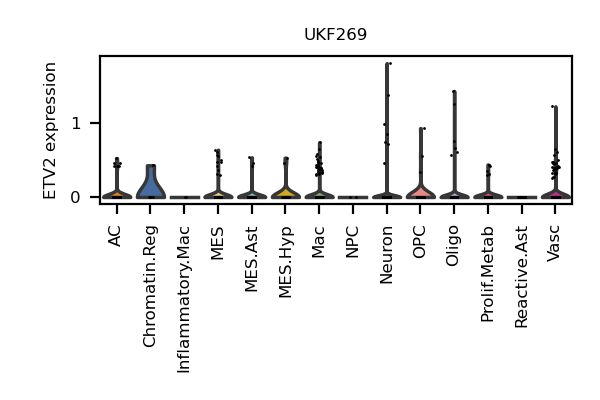 UKF269
ETV2 expression
1
0
AC
Chromatin.Reg
Inflammatory.Mac
MES
MES.Ast
MES.Hyp
Mac
NPC
Neuron
OPC
Oligo
Prolif.Metab
Reactive.Ast
Vasc